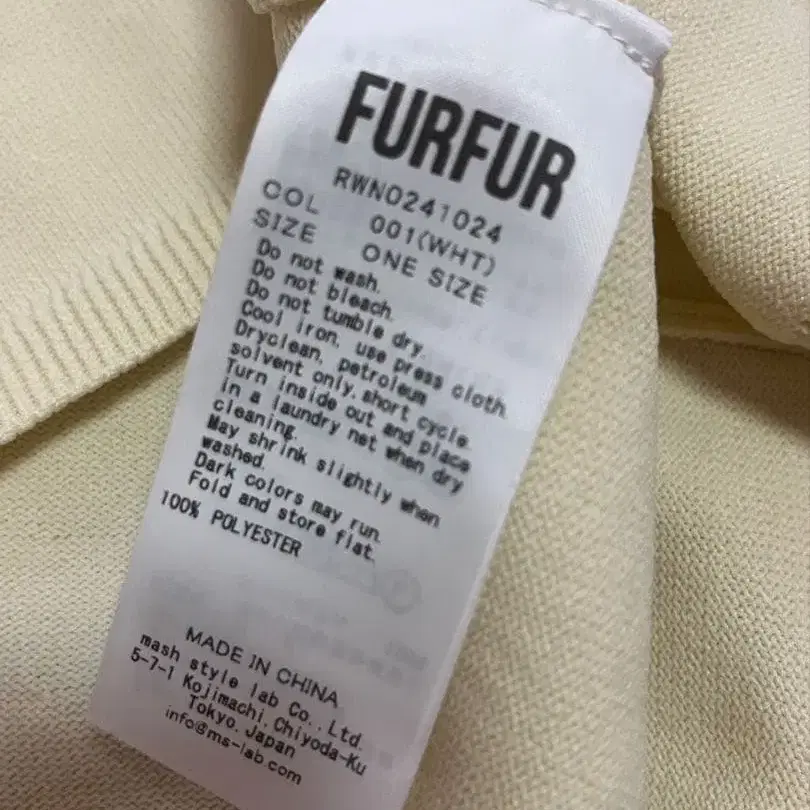 FURFUR
RWNO241024
COL 001(WHT)
SIZE ONE SIZE
Do not wash.
Do not bleach.
Do not tumble dry.
Cool iron, use press cloth.
Dryclean, petroleum
solvent only, short cycle.
Turn inside out and place
in a laundry net when dry
cleaning.
May shrink slightly when
washed.
Dark colors may run.
Fold and store flat.
100% POLYESTER
MADE IN CHINA
mash style lab Co., Ltd.
5-7-1 Kojimachi, Chiyoda-Ku
Tokyo. Japan
info@ms-lab.com